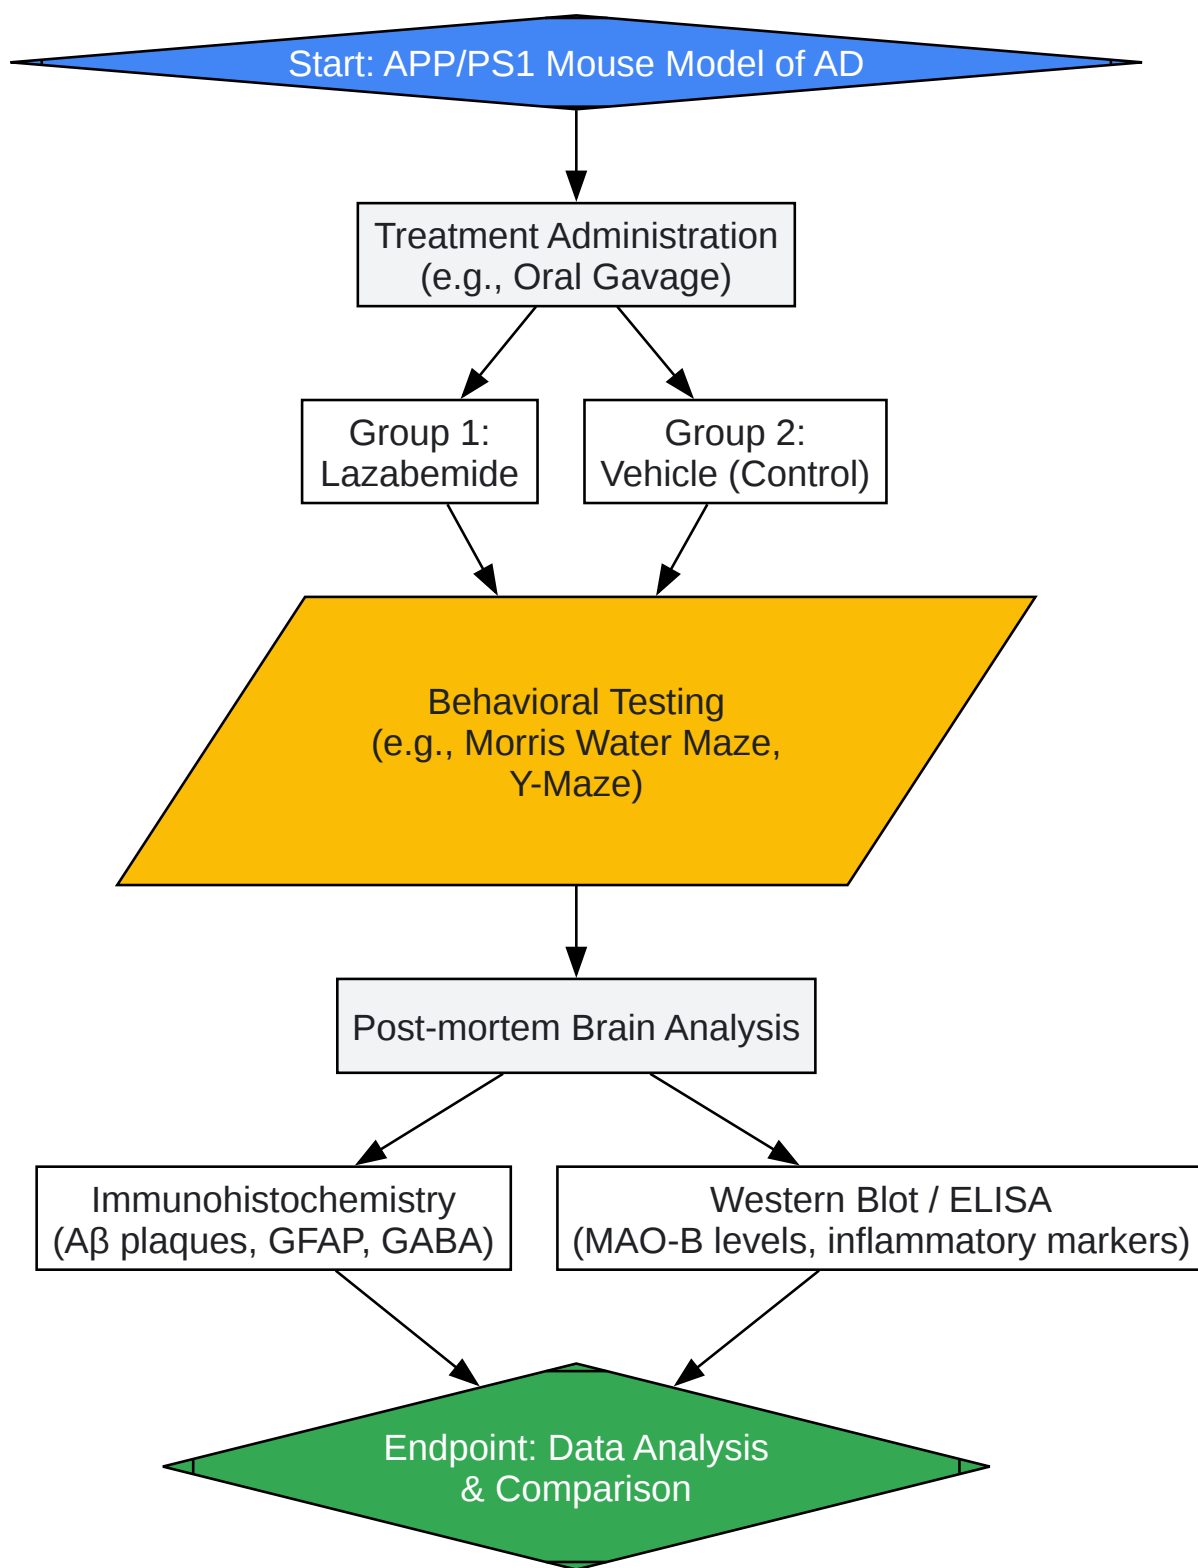 Start: APP/PS1 Mouse Model of AD
Treatment Administration
(e.g., Oral Gavage)
Group 1:
Lazabemide
Group 2:
Vehicle (Control)
Behavioral Testing
(e.g., Morris Water Maze,
Y-Maze)
Post-mortem Brain Analysis
Immunohistochemistry
(Aβ plaques, GFAP, GABA)
Western Blot / ELISA
(MAO-B levels, inflammatory markers)
Endpoint: Data Analysis
& Comparison